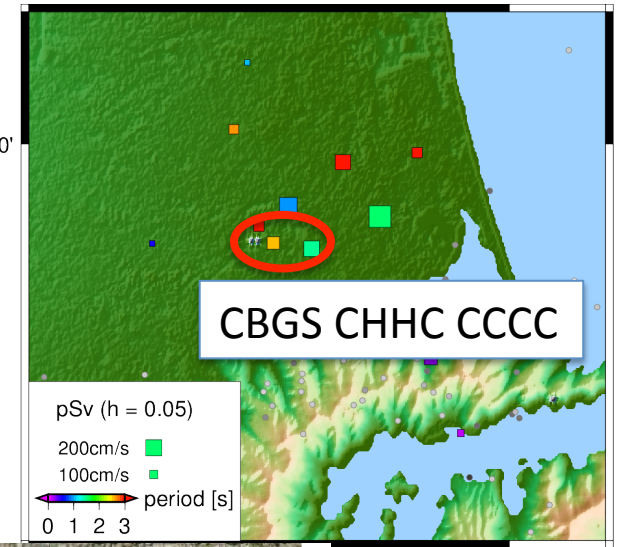 0'
CBGS CHHC CCCC
pSv (h = 0.05)
200cm/s
100cm/s
period [s]
0 1 2 3